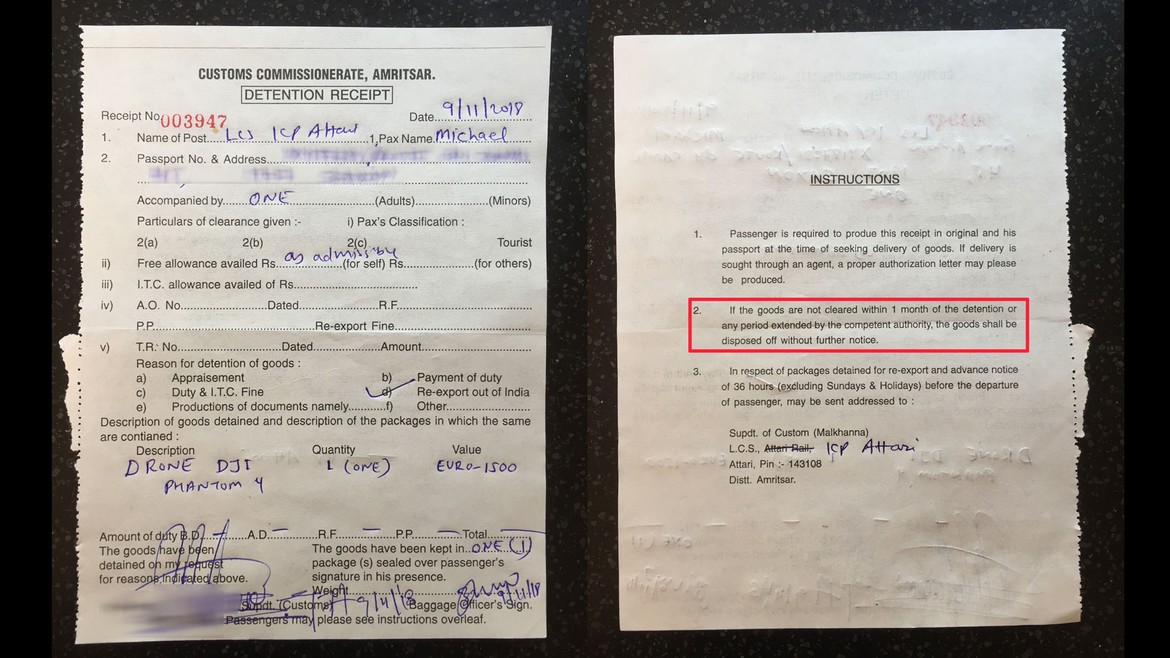 CUSTOMS COMMISSIONERATE, AMRITSAR.
DETENTION RECEIPT
Receipt No 003947 Date 9/11/2018
1. Name of Post LCS ICP Attari 1, Pax Name Michael
2. Passport No. & Address
Accompanied by ONE (Adults) (Minors)
Particulars of clearance given :- i) Pax's Classification :
2(a) 2(b) 2(c) Tourist
ii) Free allowance availed Rs. as admissible (for self) Rs. (for others)
iii) I.T.C. allowance availed of Rs.
iv) A.O. No. Dated R.F.
P.P. Re-export Fine
v) T.R. No. Dated Amount
Reason for detention of goods :
a) Appraisement b) Payment of duty
c) Duty & I.T.C. Fine d) Re-export out of India
e) Productions of documents namely f) Other
Description of goods detained and description of the packages in which the same
are contianed :
Description Quantity Value
DRONE DJI 1 (ONE) EURO-1500
PHANTOM 4
Amount of duty B.D. A.D. R.F. P.P. Total
The goods have been
detained on my request
for reasons indicated above.
The goods have been kept in ONE (1)
package (s) sealed over passenger's
signature in his presence.
Weight
Supdt. (Customs) 9/11/18 Baggage Officer's Sign. 9/11/18
Passengers may please see instructions overleaf.
INSTRUCTIONS
1. Passenger is required to produe this receipt in original and his
passport at the time of seeking delivery of goods. If delivery is
sought through an agent, a proper authorization letter may please
be produced.
2. If the goods are not cleared within 1 month of the detention or
any period extended by the competent authority, the goods shall be
disposed off without further notice.
3. In respect of packages detained for re-export and advance notice
of 36 hours (excluding Sundays & Holidays) before the departure
of passenger, may be sent addressed to :
Supdt. of Custom (Malkhanna)
L.C.S., Attari Rail, ICP Attari
Attari, Pin :- 143108
Distt. Amritsar.